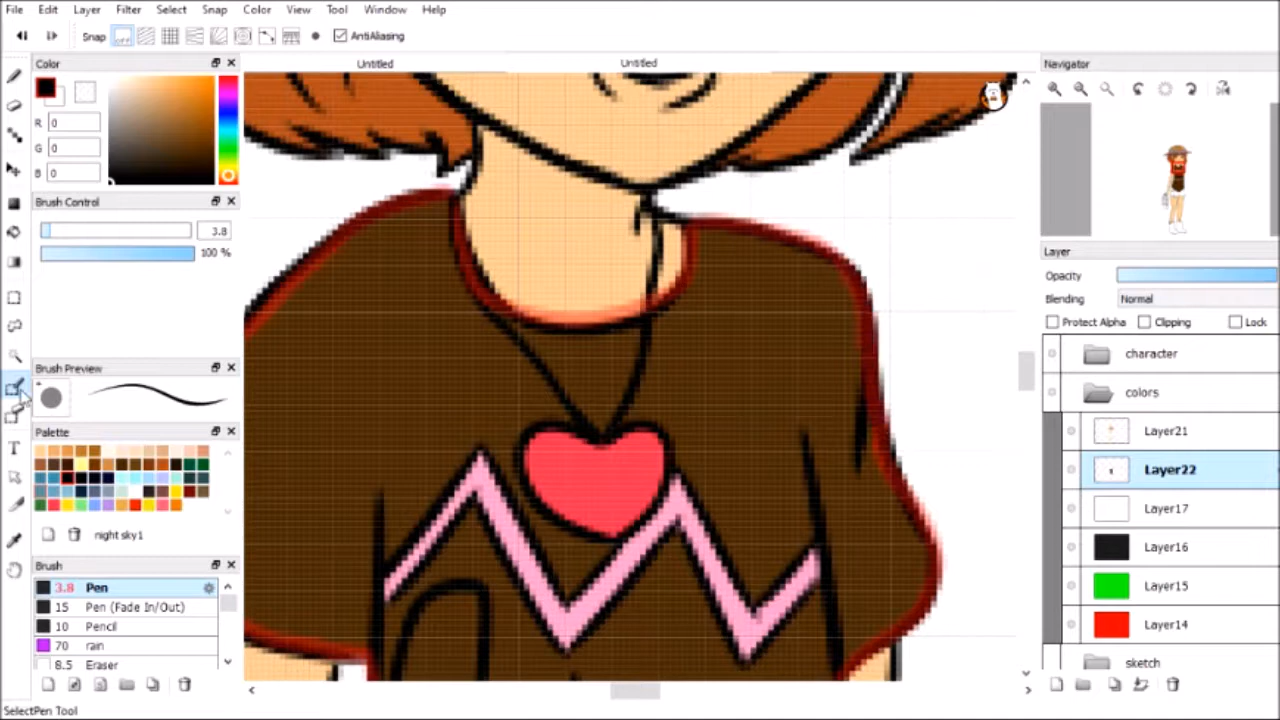 File Edit Layer Filter Select Snap Color View Tool Window Help
Snap OFF AntiAliasing
Color
Untitled
Untitled
Navigator
R 0
G 0
B 0
Brush Control
3.8
100 %
Layer
Opacity
Blending Normal
Protect Alpha Clipping Lock
character
Brush Preview
colors
Palette
Layer21
Layer22
Layer17
night sky1
Layer16
Brush
3.8 Pen
Layer15
15 Pen (Fade In/Out)
10 Pencil
Layer14
70 rain
8.5 Eraser
sketch
T
SelectPen Tool